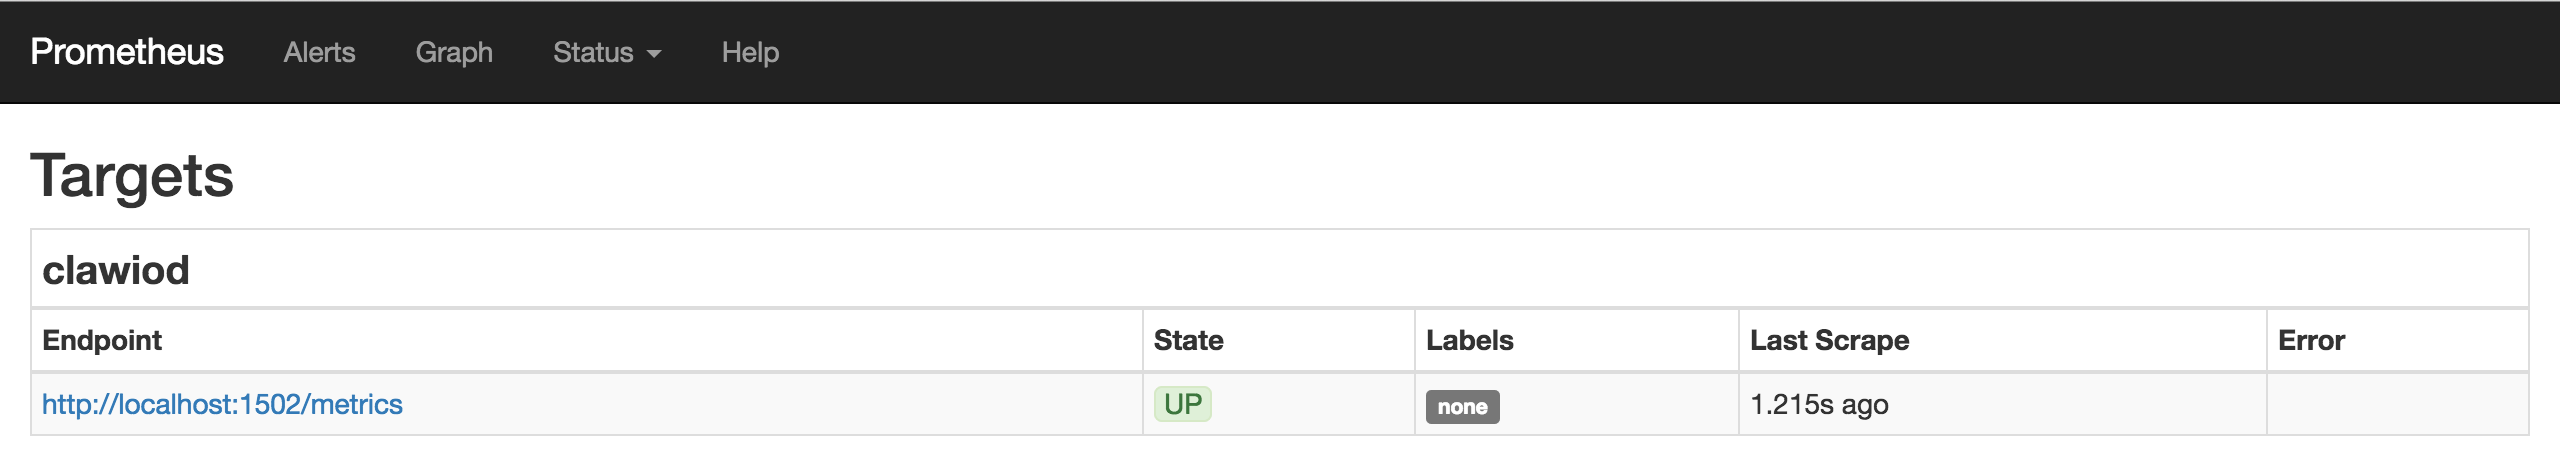 Prometheus Alerts Graph Status Help
Targets
clawiod
Endpoint State Labels Last Scrape Error
http://localhost:1502/metrics UP none 1.215s ago